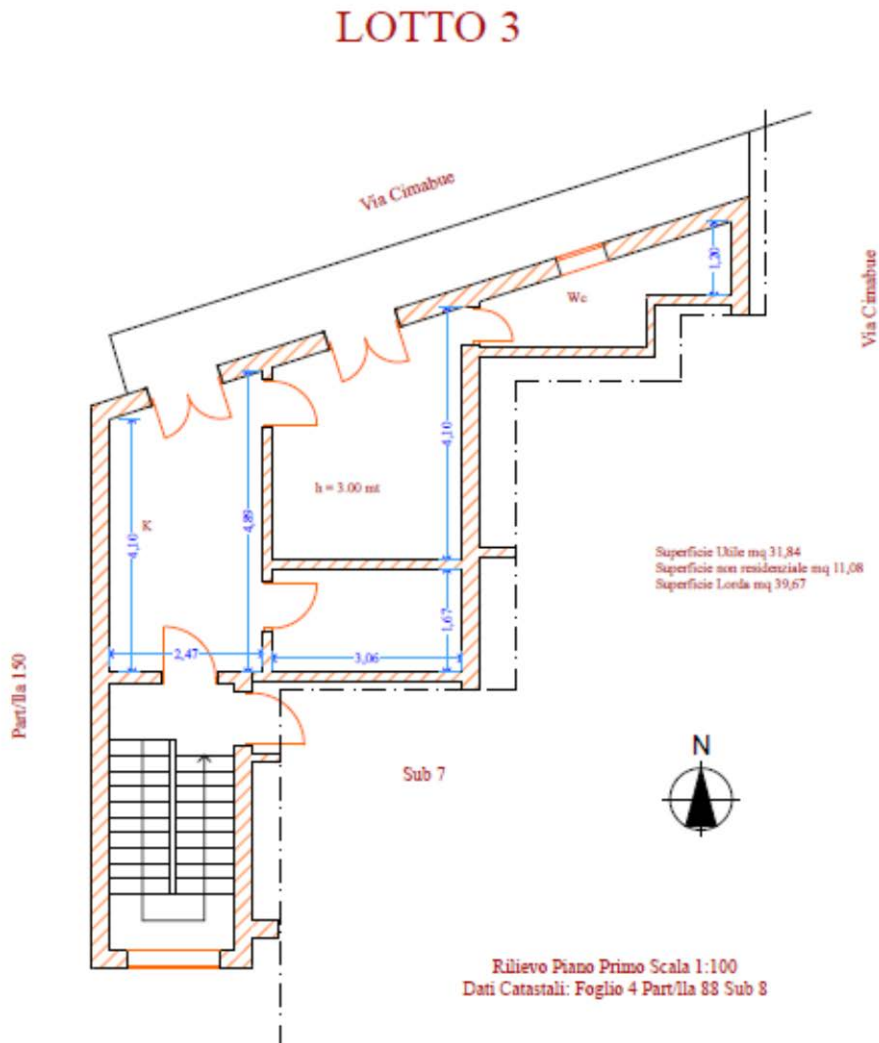 LOTTO 3
Via Cimabue
Via Cimabue
1,20
Wc
4,10
h = 3.00 mt
4,89
K
4,10
Superficie Utile mq 31,84
Superficie non residenziale mq 11,08
Superficie Lorda mq 39,67
1,67
2,47
3,06
Part/lla 150
Sub 7
N
Rilievo Piano Primo Scala 1:100
Dati Catastali: Foglio 4 Part/lla 88 Sub 8